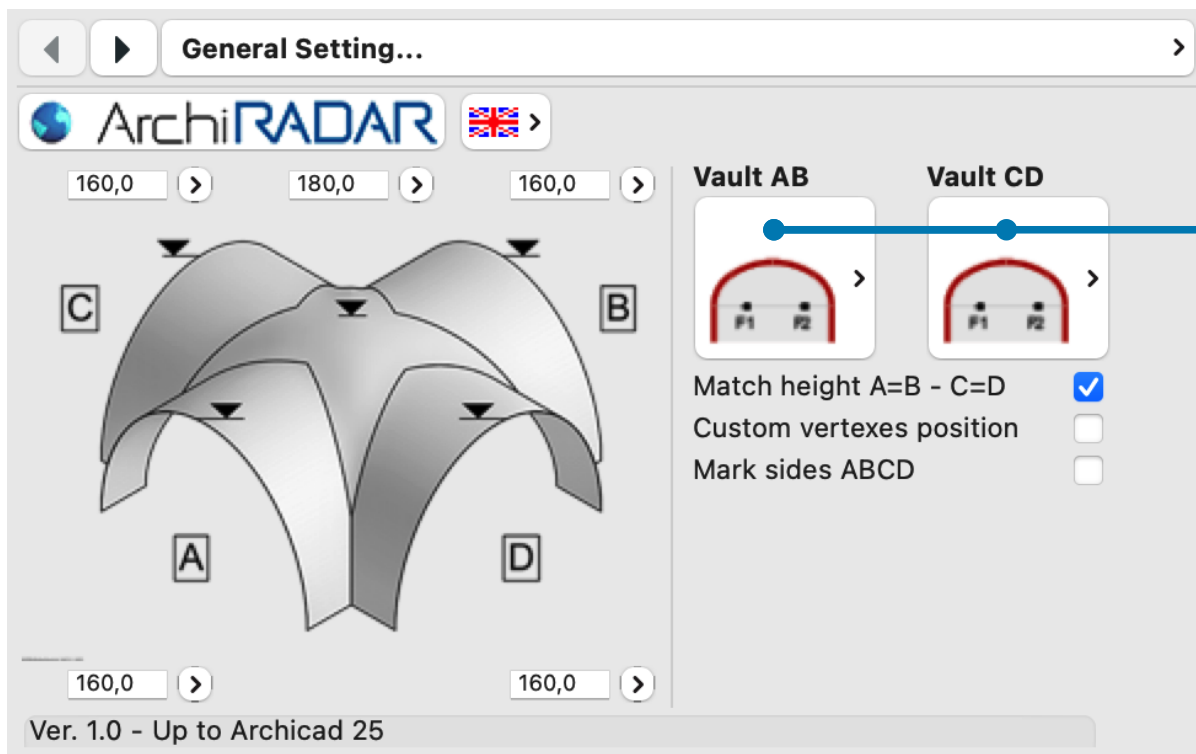 General Setting...
ArchiRADAR
160,0 180,0 160,0
Vault AB Vault CD
C B
F1 F2 F1 F2
Match height A=B - C=D
Custom vertexes position
Mark sides ABCD
A D
160,0 160,0
Ver. 1.0 - Up to Archicad 25